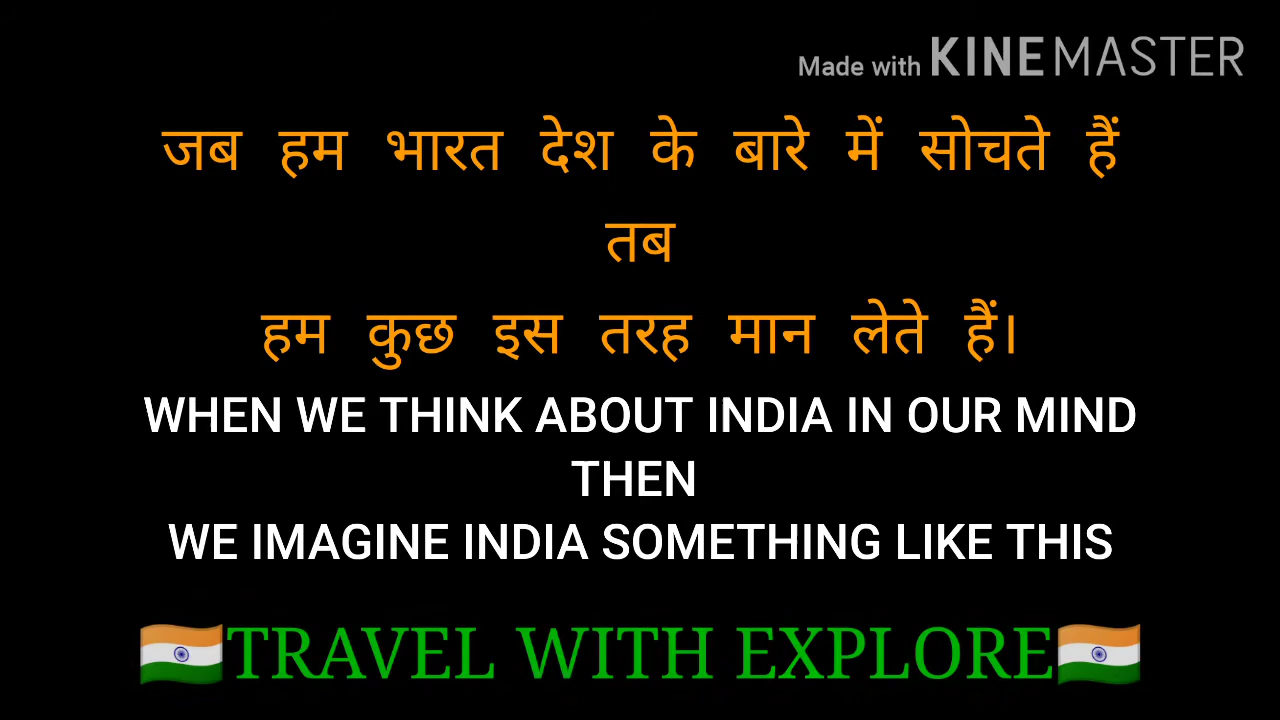 Made with KINEMASTER
जब हम भारत देश के बारे में सोचते हैं
तब
हम कुछ इस तरह मान लेते हैं।
WHEN WE THINK ABOUT INDIA IN OUR MIND
THEN
WE IMAGINE INDIA SOMETHING LIKE THIS
🇮🇳TRAVEL WITH EXPLORE🇮🇳